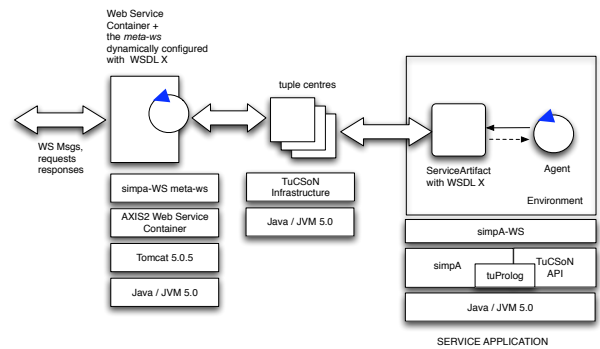 Web Service
Container +
the meta-ws
dynamically configured
with WSDL X
tuple centres
WS Msgs,
requests
responses
ServiceArtifact
with WSDL X
Agent
Environment
simpa-WS meta-ws
AXIS2 Web Service
Container
Tomcat 5.0.5
Java / JVM 5.0
TuCSoN
Infrastructure
Java / JVM 5.0
simpA-WS
simpA
TuCSoN
API
tuProlog
Java / JVM 5.0
SERVICE APPLICATION